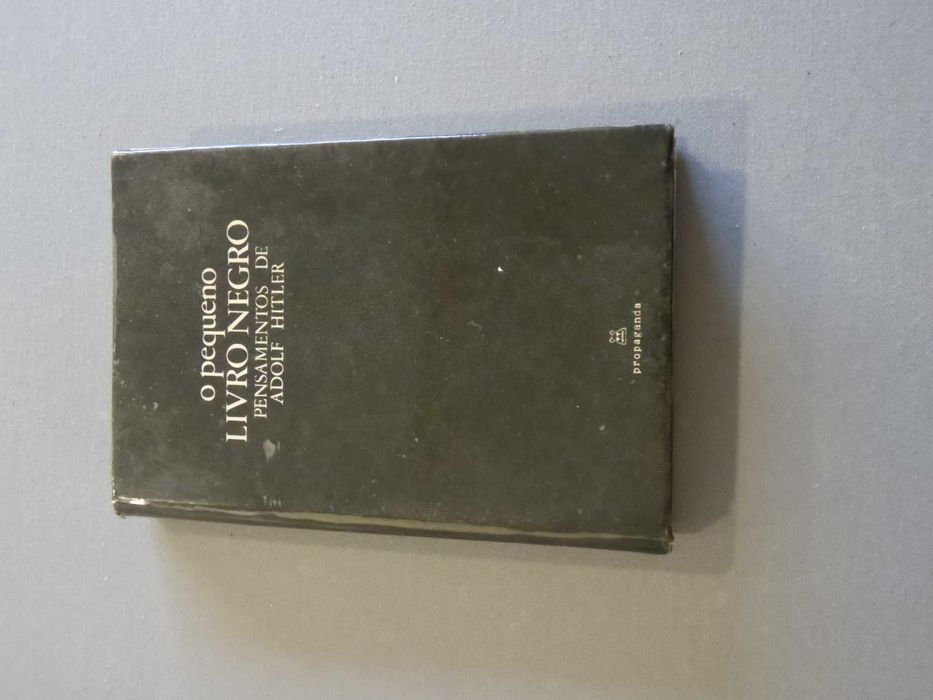 o pequeno
LIVRO NEGRO
PENSAMENTOS DE
ADOLF HITLER
propaganda